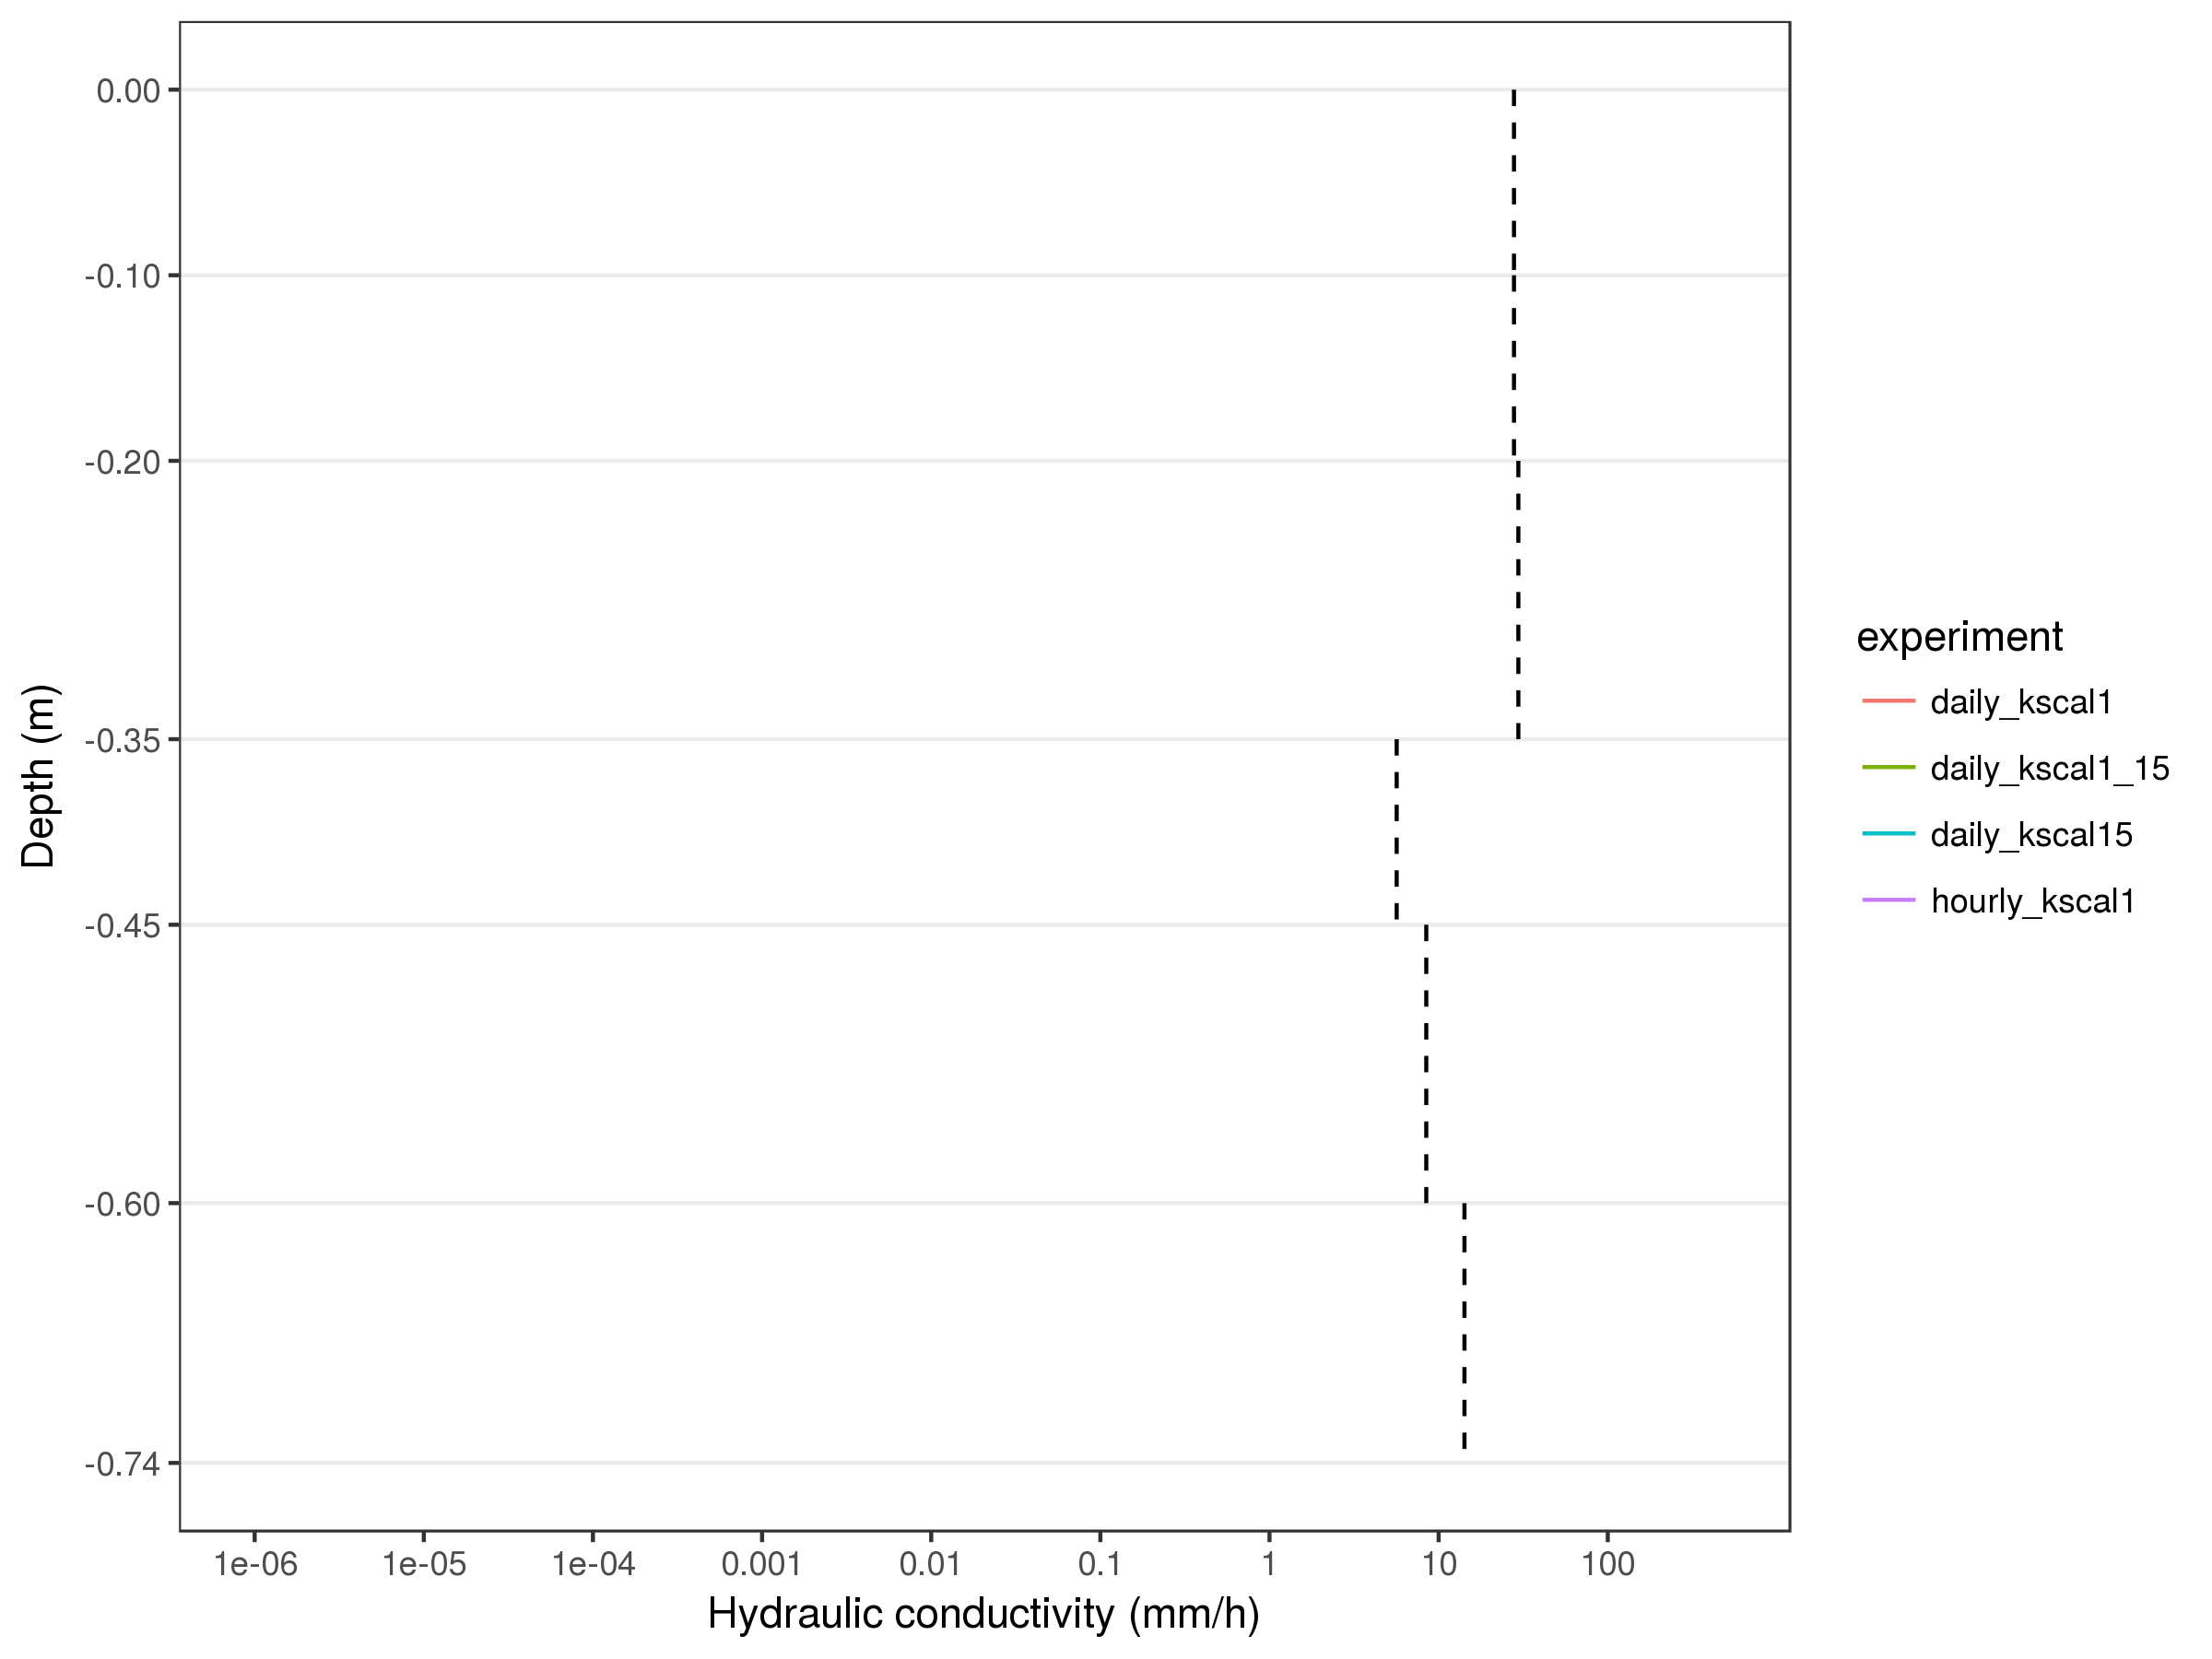 0.00
-0.10
-0.20
-0.35
-0.45
-0.60
-0.74
Depth (m)
1e-06 1e-05 1e-04 0.001 0.01 0.1 1 10 100
Hydraulic conductivity (mm/h)
experiment
daily_kscal1
daily_kscal1_15
daily_kscal15
hourly_kscal1